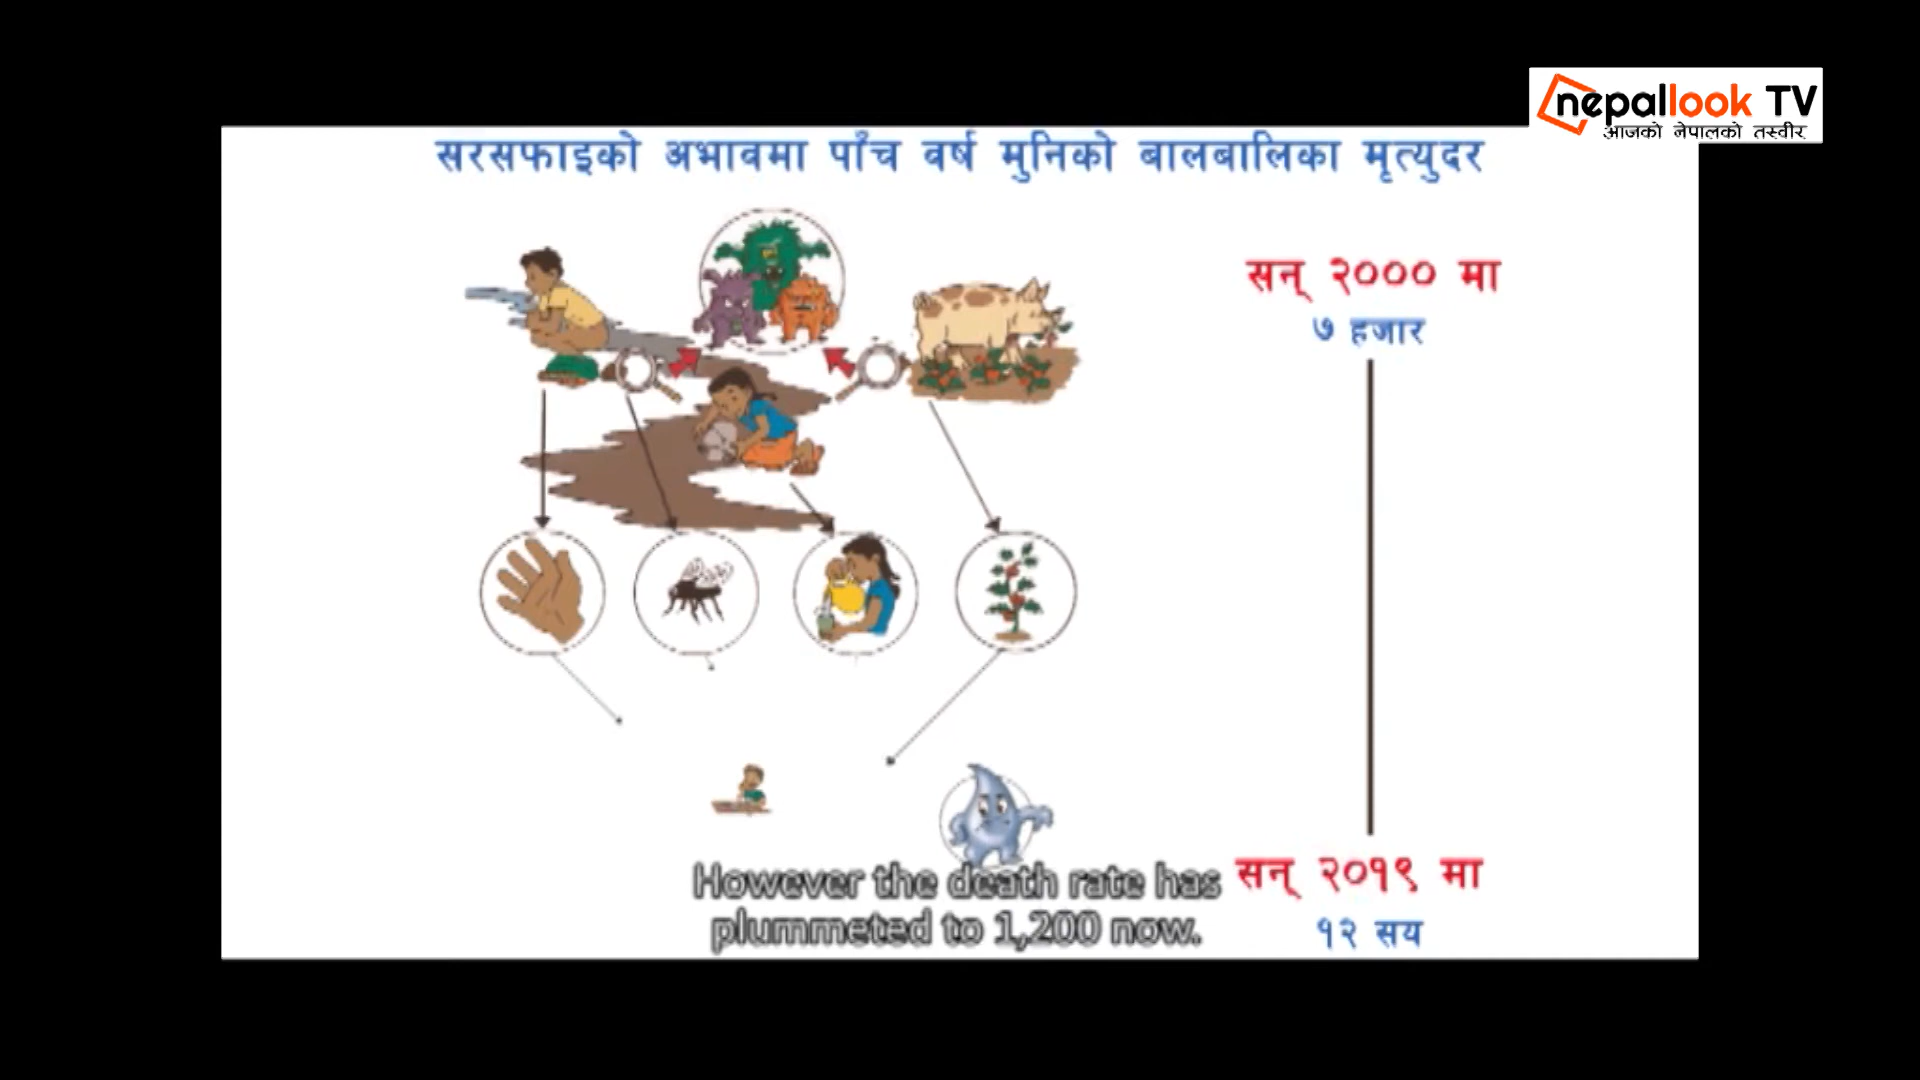 nepallook TV
आजको नेपालको तस्वीर
सरसफाइको अभावमा पाँच वर्ष मुनिको बालबालिका मृत्युदर
सन् २००० मा
७ हजार
However the death rate has
plummeted to 1,200 now.
सन् २०१९ मा
१२ सय